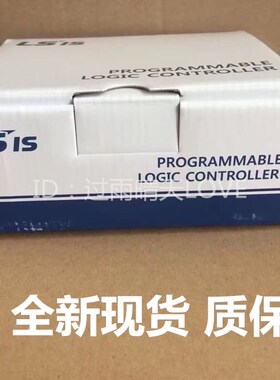 LSIS
PROGRAMMABLE
LOGIC CONTROLLER
S IS
PROGRAMMABLE
LOGIC CONTROLLER
ID：过雨晴天LOVE
全新现货 质保